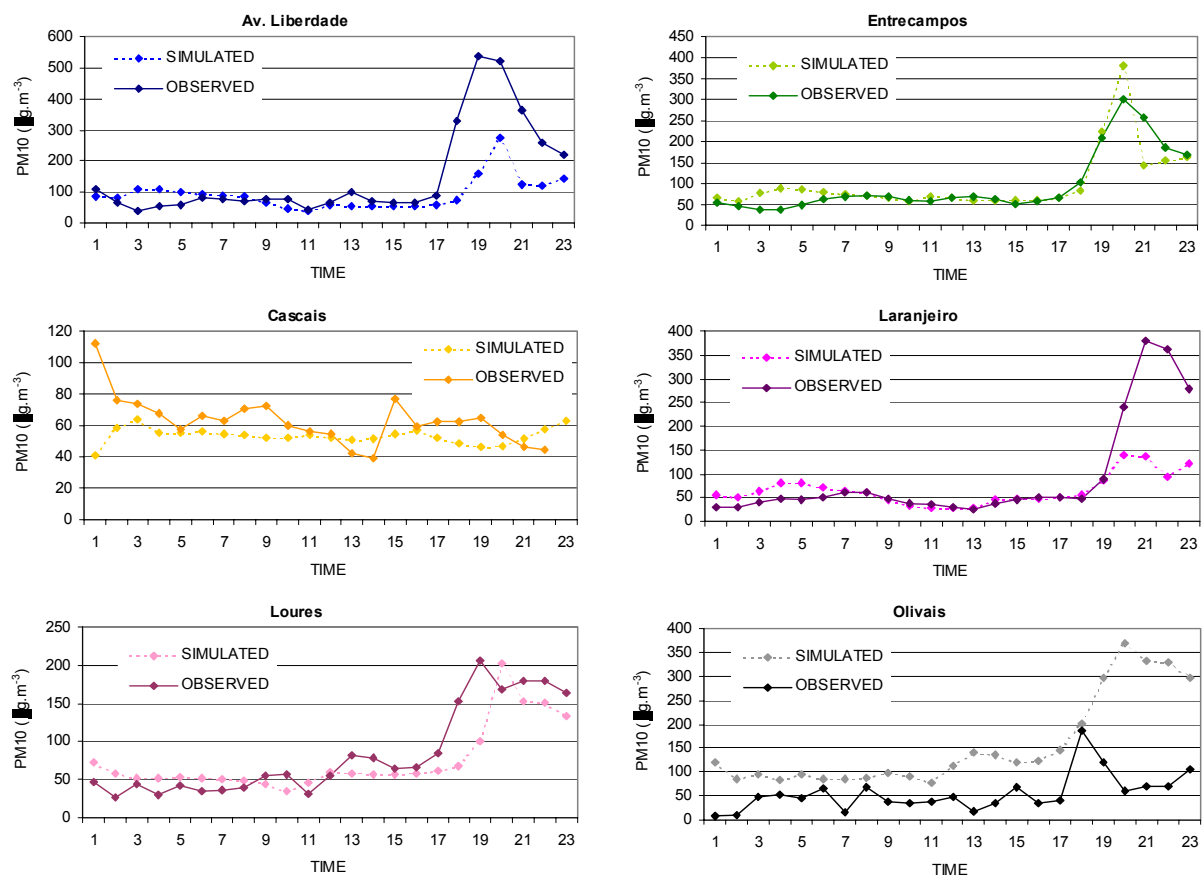 Av. Liberdade
PM10 ( g.m⁻³)
600
500
400
300
200
100
0
SIMULATED
OBSERVED
1 3 5 7 9 11 13 15 17 19 21 23
TIME
Entrecampos
PM10 ( g.m⁻³)
450
400
350
300
250
200
150
100
50
0
SIMULATED
OBSERVED
1 3 5 7 9 11 13 15 17 19 21 23
TIME
Cascais
PM10 ( g.m⁻³)
120
100
80
60
40
20
0
SIMULATED
OBSERVED
1 3 5 7 9 11 13 15 17 19 21 23
TIME
Laranjeiro
PM10 ( g.m⁻³)
400
350
300
250
200
150
100
50
0
SIMULATED
OBSERVED
1 3 5 7 9 11 13 15 17 19 21 23
TIME
Loures
PM10 ( g.m⁻³)
250
200
150
100
50
0
SIMULATED
OBSERVED
1 3 5 7 9 11 13 15 17 19 21 23
TIME
Olivais
PM10 ( g.m⁻³)
400
350
300
250
200
150
100
50
0
SIMULATED
OBSERVED
1 3 5 7 9 11 13 15 17 19 21 23
TIME